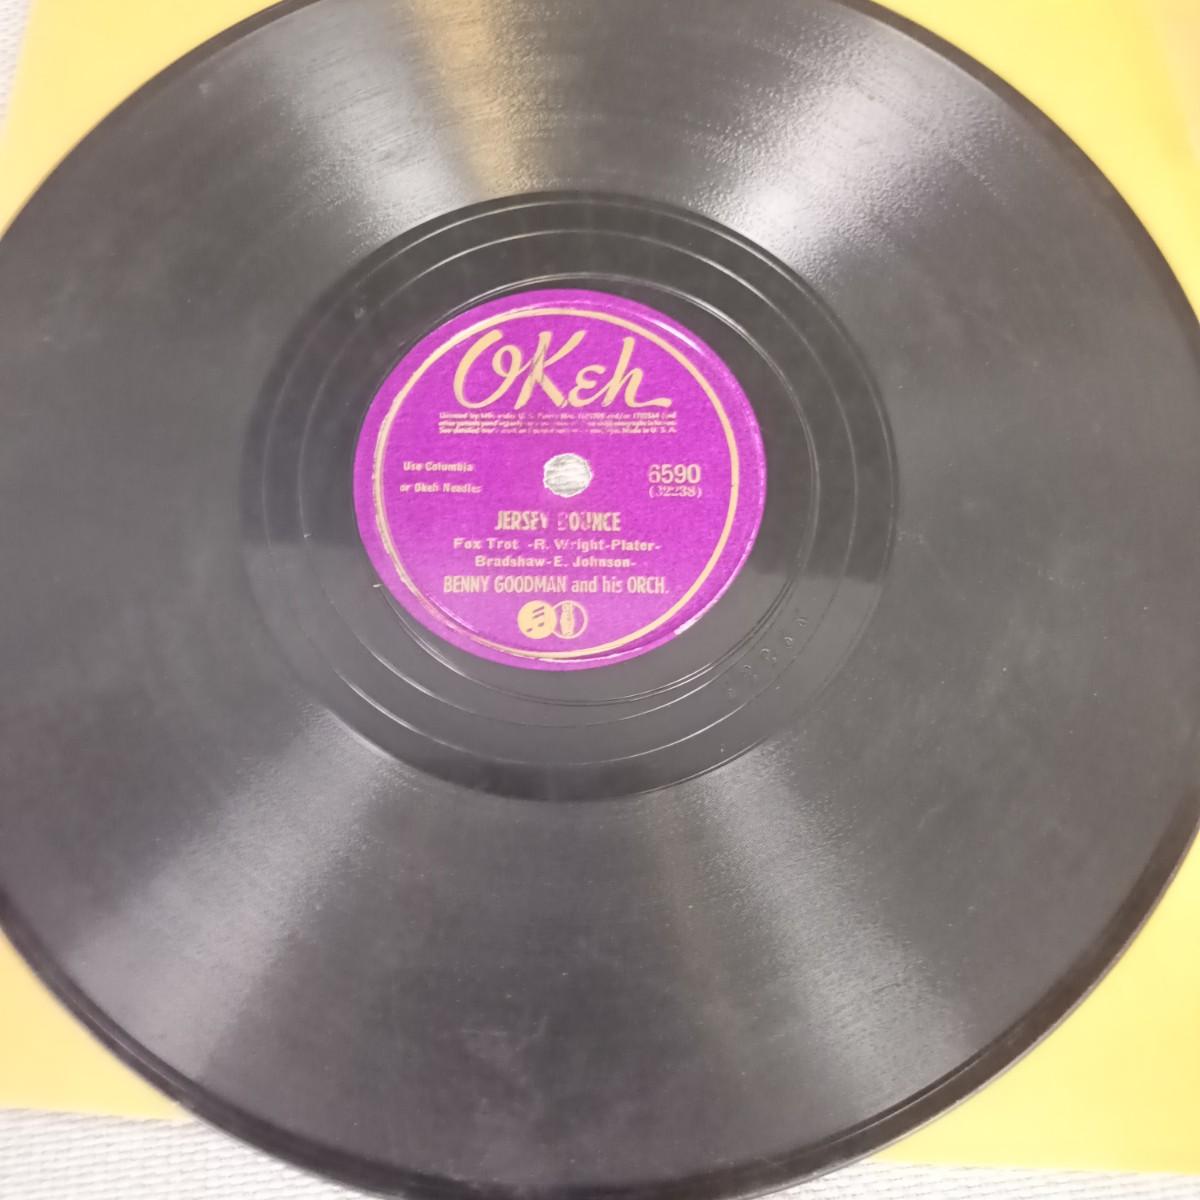 OKeh
Use Columbia
or Okeh Needles
6590
(32238)
JERSEY BOUNCE
Fox Trot -R. Wright-Plater-
Bradshaw-E. Johnson-
BENNY GOODMAN and his ORCH.